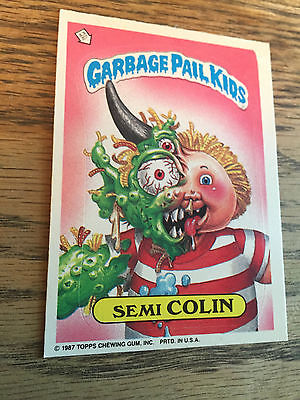 GARBAGE PAIL KIDS
SEMI COLIN
© 1987 TOPPS CHEWING GUM, INC. PRTD. IN U.S.A.